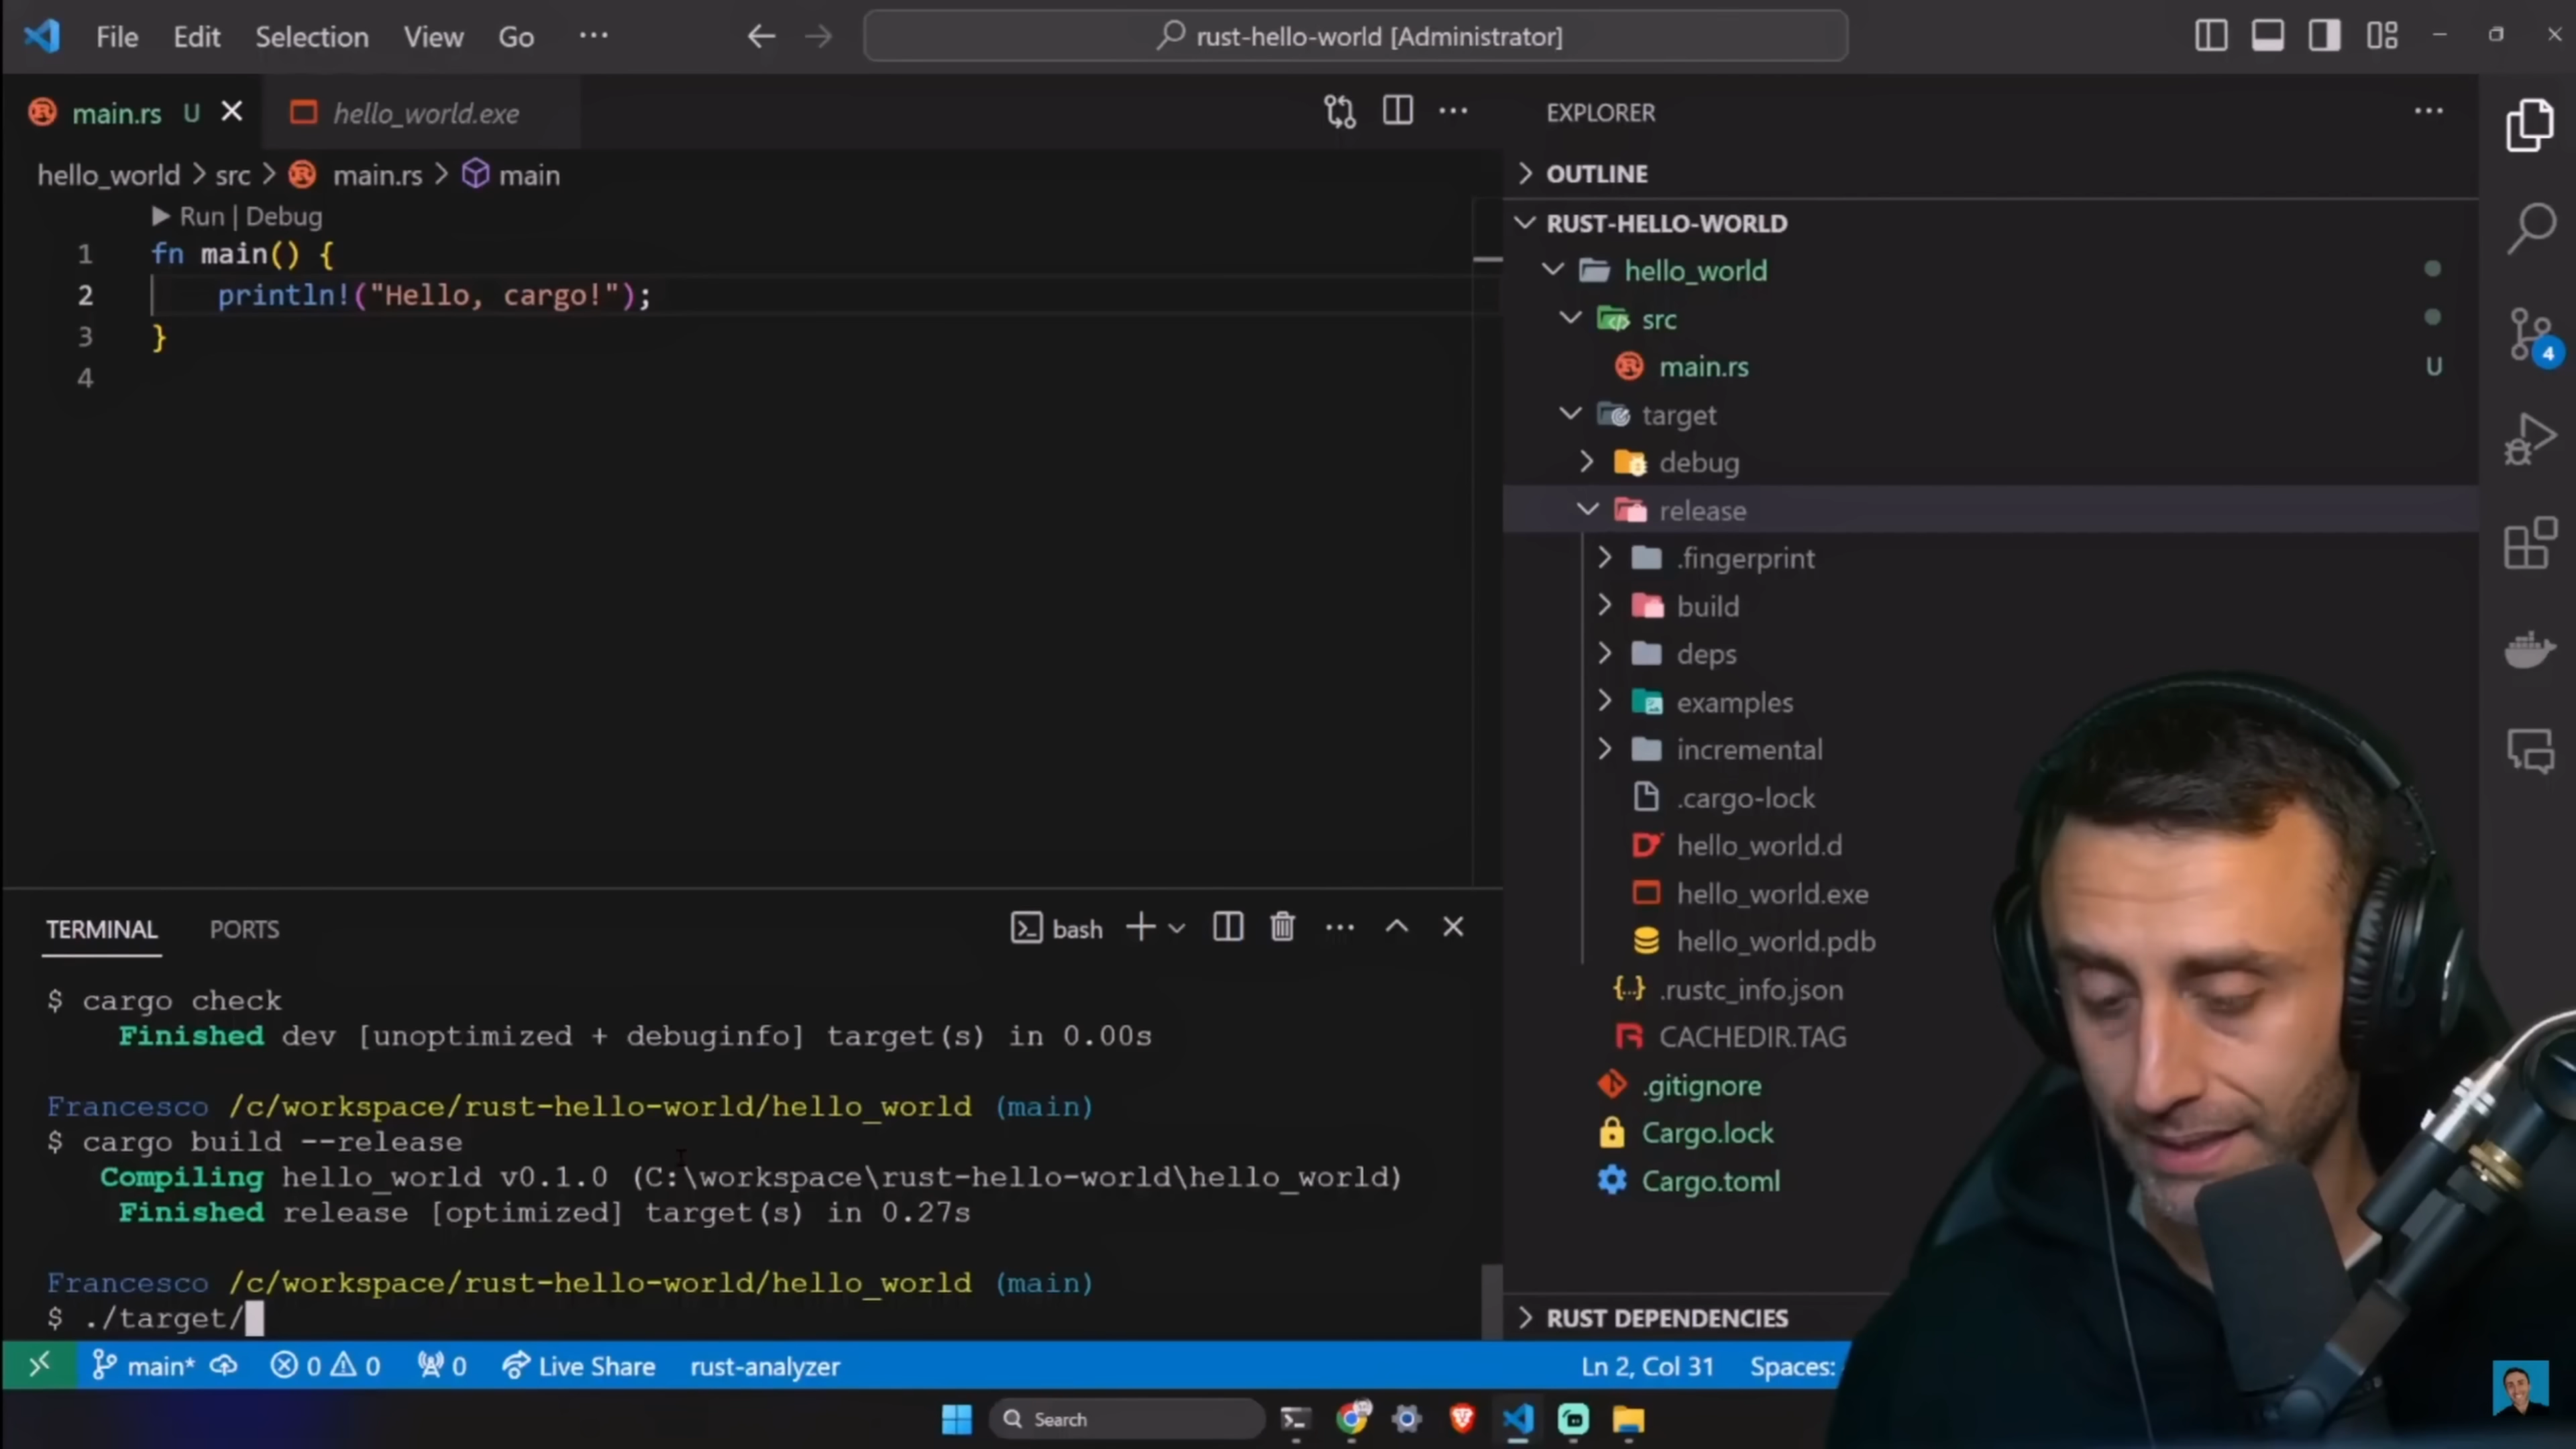 File Edit Selection View Go ...
rust-hello-world [Administrator]
main.rs U
hello_world.exe
hello_world > src > main.rs > main
Run | Debug
1 fn main() {
2 println!("Hello, cargo!");
3 }
4
TERMINAL PORTS
bash
$ cargo check
Finished dev [unoptimized + debuginfo] target(s) in 0.00s
Francesco /c/workspace/rust-hello-world/hello_world (main)
$ cargo build --release
Compiling hello_world v0.1.0 (C:\workspace\rust-hello-world\hello_world)
Finished release [optimized] target(s) in 0.27s
Francesco /c/workspace/rust-hello-world/hello_world (main)
$ ./target/
EXPLORER
OUTLINE
RUST-HELLO-WORLD
hello_world
src
main.rs U
target
debug
release
.fingerprint
build
deps
examples
incremental
.cargo-lock
hello_world.d
hello_world.exe
hello_world.pdb
.rustc_info.json
CACHEDIR.TAG
.gitignore
Cargo.lock
Cargo.toml
RUST DEPENDENCIES
4
main* 0 0 0 Live Share rust-analyzer
Ln 2, Col 31 Spaces:
Search